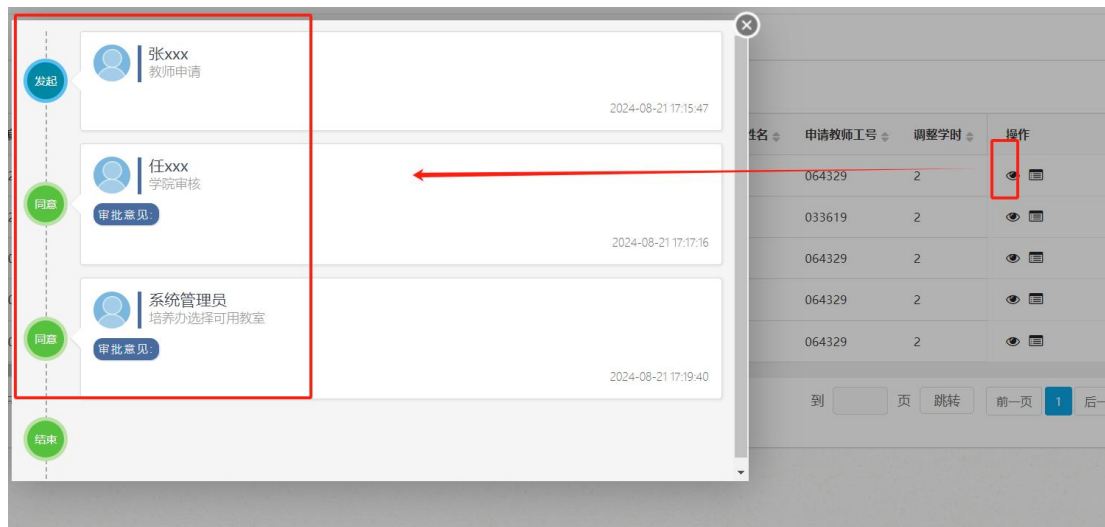 发起
张xxx
教师申请
2024-08-21 17:15:47
同意
任xxx
学院审核
审批意见:
2024-08-21 17:17:16
同意
系统管理员
培养办选择可用教室
审批意见:
2024-08-21 17:19:40
结束
姓名 申请教师工号 调整学时 操作
064329 2
033619 2
064329 2
064329 2
064329 2
到 页 跳转 前一页 1 后一